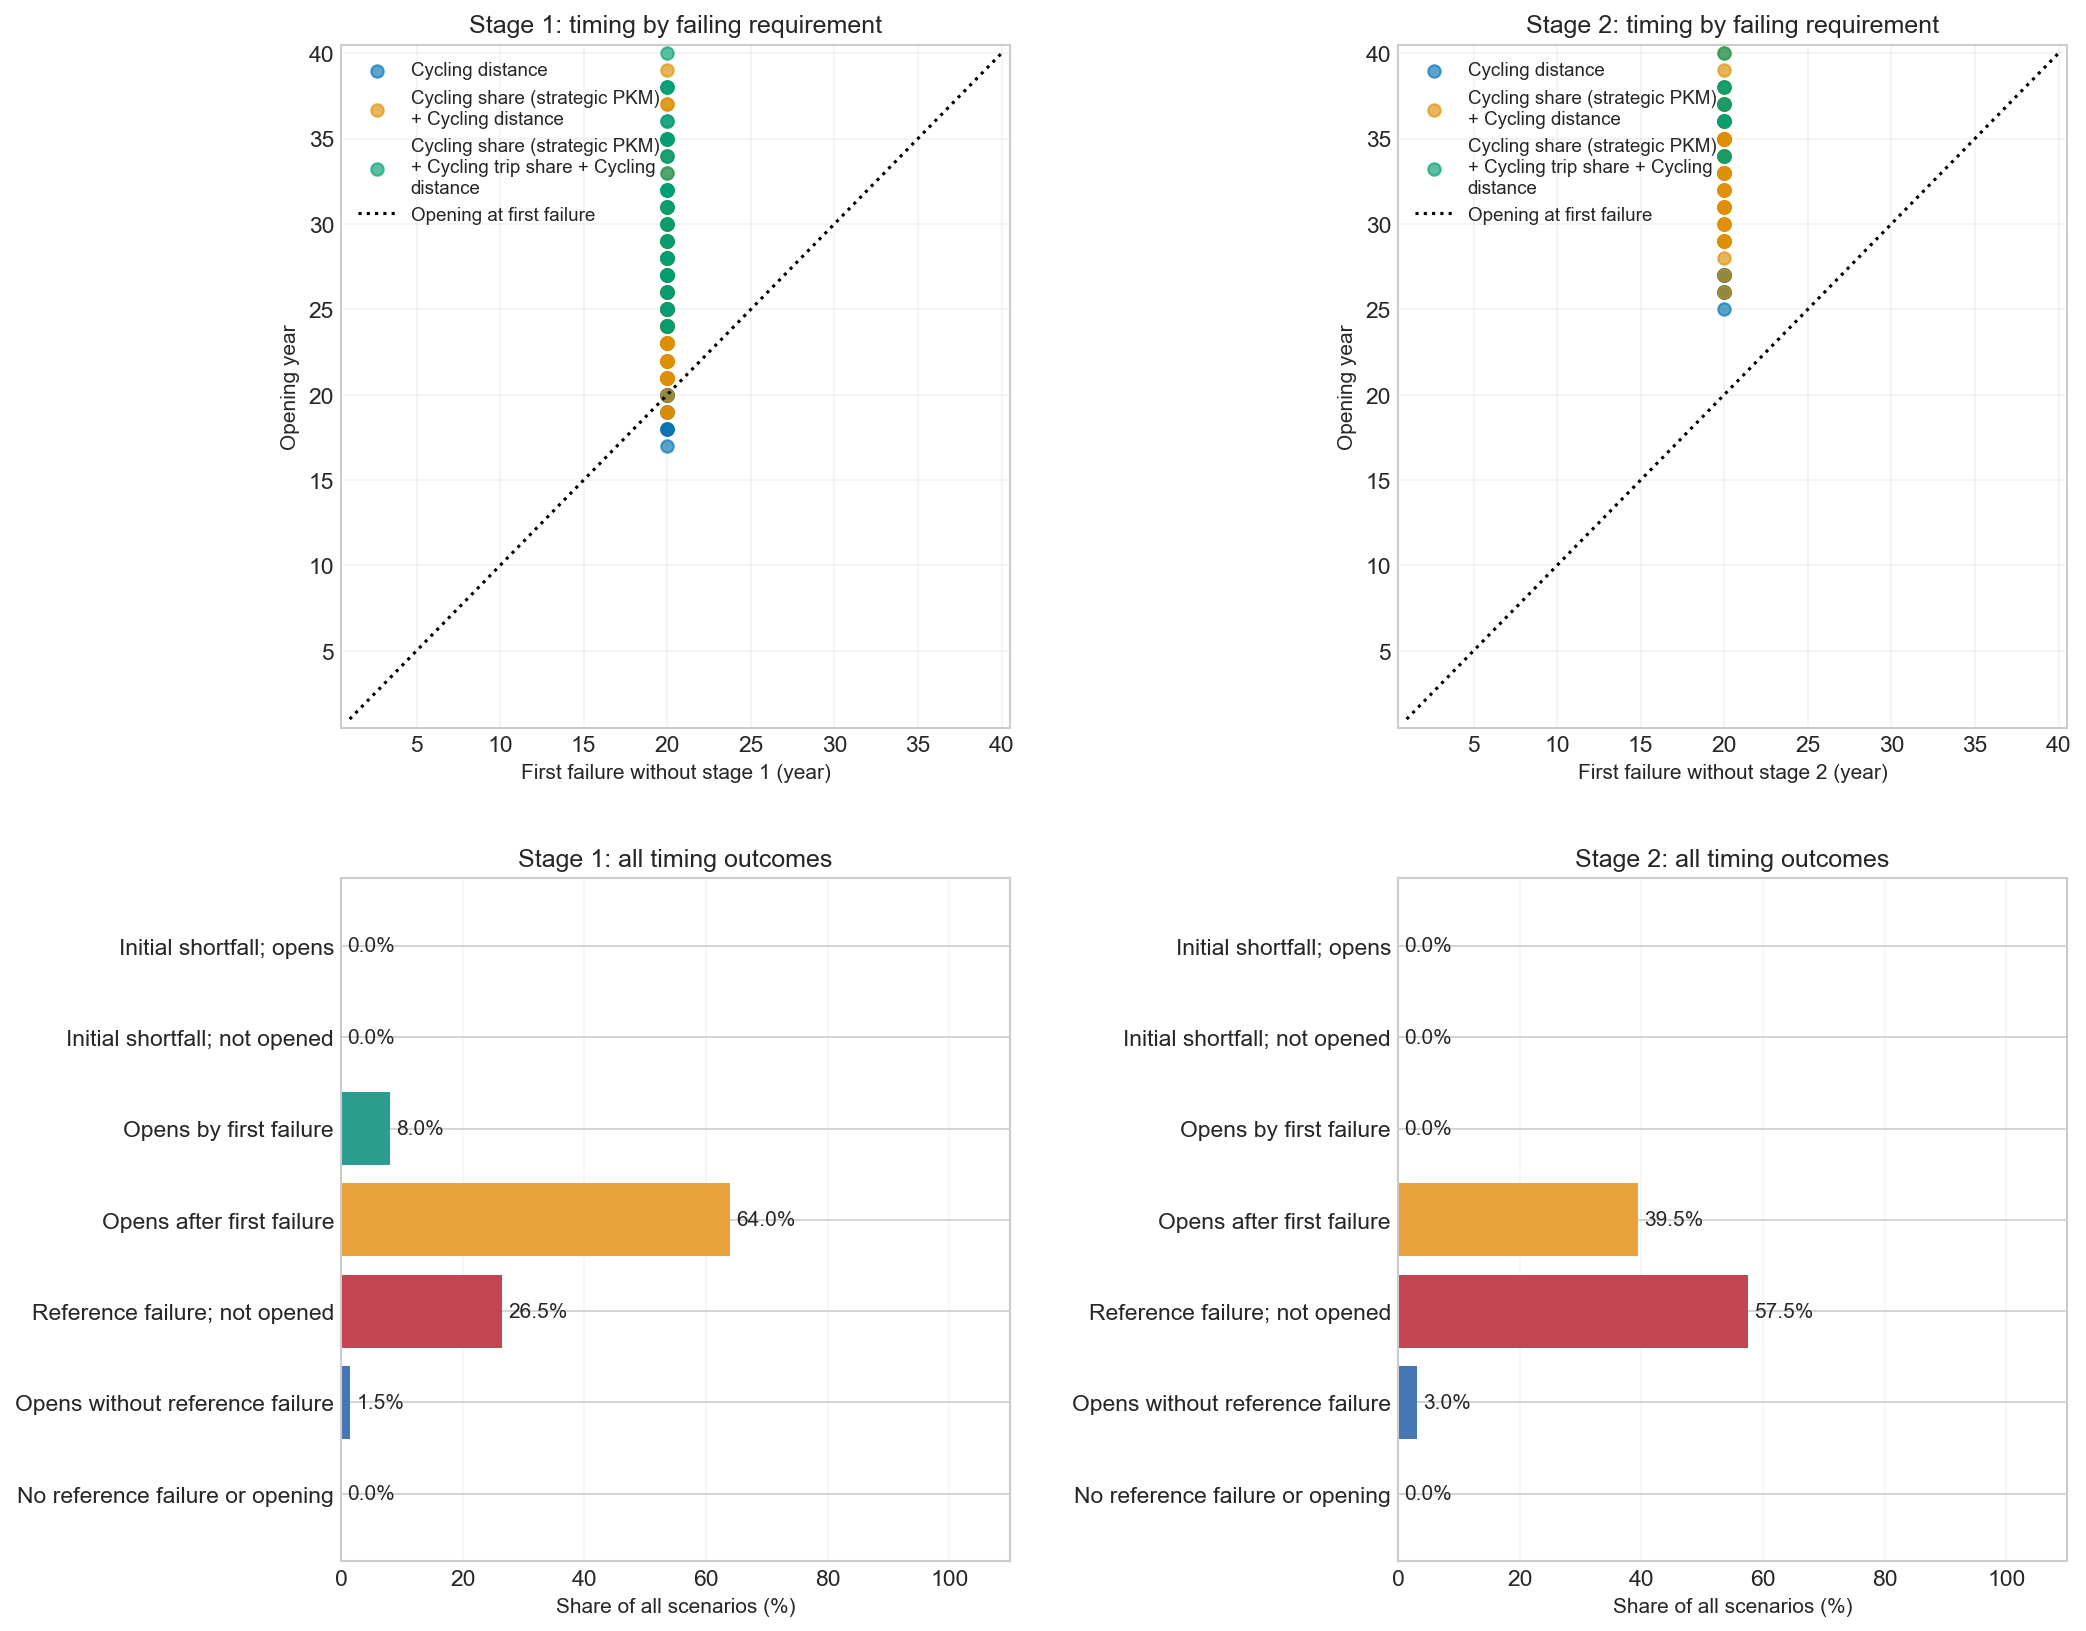 Stage 1: timing by failing requirement
40
35
30
25
20
15
10
5
Opening year
Cycling distance
Cycling share (strategic PKM)
+ Cycling distance
Cycling share (strategic PKM)
+ Cycling trip share + Cycling
distance
Opening at first failure
5 10 15 20 25 30 35 40
First failure without stage 1 (year)
Stage 2: timing by failing requirement
40
35
30
25
20
15
10
5
Opening year
Cycling distance
Cycling share (strategic PKM)
+ Cycling distance
Cycling share (strategic PKM)
+ Cycling trip share + Cycling
distance
Opening at first failure
5 10 15 20 25 30 35 40
First failure without stage 2 (year)
Stage 1: all timing outcomes
Initial shortfall; opens 0.0%
Initial shortfall; not opened 0.0%
Opens by first failure 8.0%
Opens after first failure 64.0%
Reference failure; not opened 26.5%
Opens without reference failure 1.5%
No reference failure or opening 0.0%
0 20 40 60 80 100
Share of all scenarios (%)
Stage 2: all timing outcomes
Initial shortfall; opens 0.0%
Initial shortfall; not opened 0.0%
Opens by first failure 0.0%
Opens after first failure 39.5%
Reference failure; not opened 57.5%
Opens without reference failure 3.0%
No reference failure or opening 0.0%
0 20 40 60 80 100
Share of all scenarios (%)